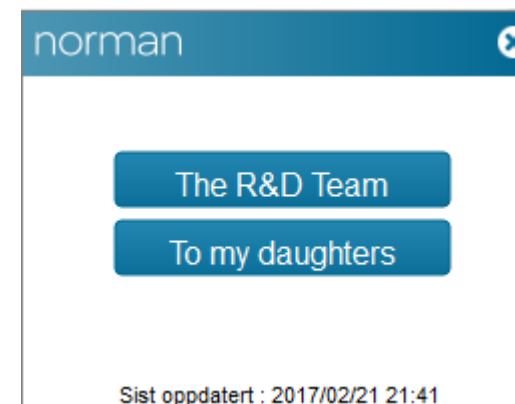 norman
The R&D Team
To my daughters
Sist oppdatert : 2017/02/21 21:41